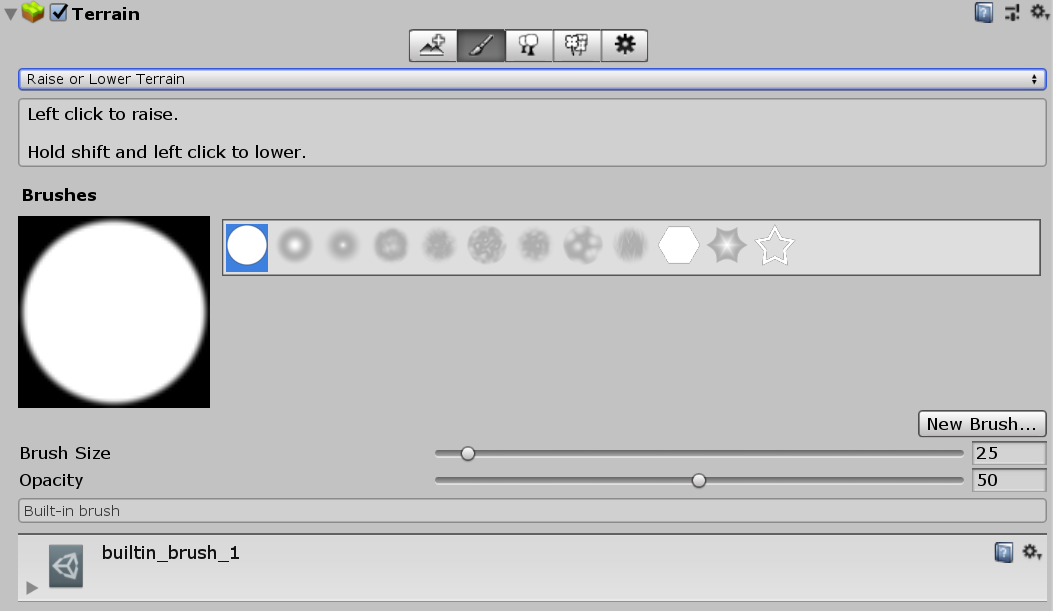 Terrain
Raise or Lower Terrain
Left click to raise.
Hold shift and left click to lower.
Brushes
New Brush...
Brush Size
25
Opacity
50
Built-in brush
builtin_brush_1